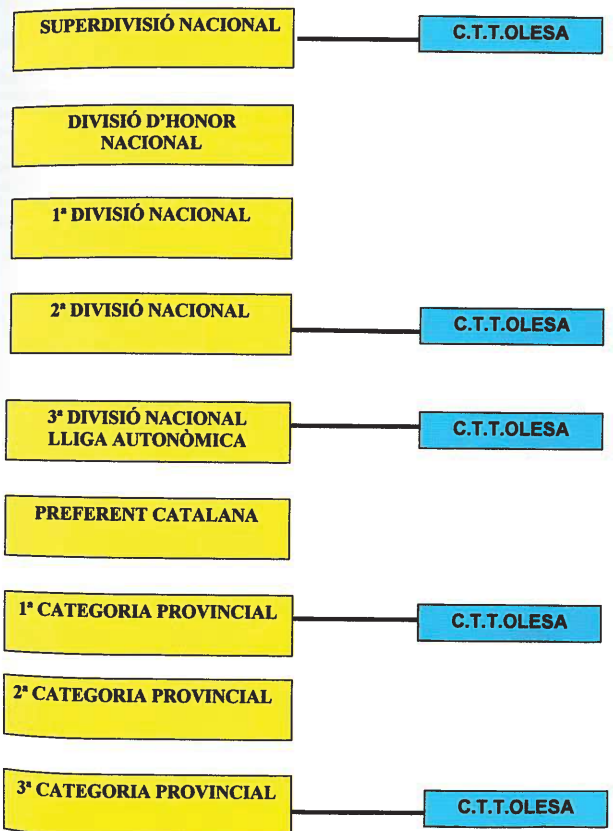 SUPERDIVISIÓ NACIONAL
C.T.T.OLESA
DIVISIÓ D'HONOR
NACIONAL
1ª DIVISIÓ NACIONAL
2ª DIVISIÓ NACIONAL
C.T.T.OLESA
3ª DIVISIÓ NACIONAL
LLIGA AUTONÒMICA
C.T.T.OLESA
PREFERENT CATALANA
1ª CATEGORIA PROVINCIAL
C.T.T.OLESA
2ª CATEGORIA PROVINCIAL
3ª CATEGORIA PROVINCIAL
C.T.T.OLESA